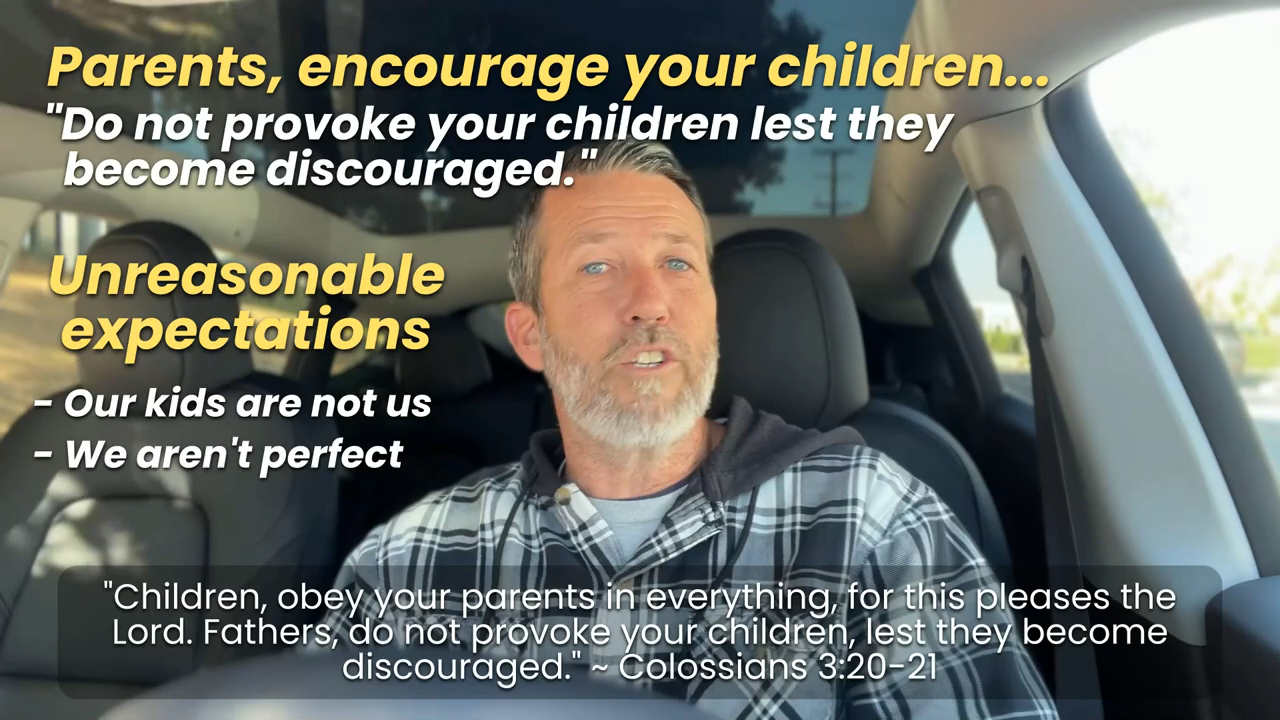 Parents, encourage your children...
"Do not provoke your children lest they
become discouraged."
Unreasonable
expectations
- Our kids are not us
- We aren't perfect
"Children, obey your parents in everything, for this pleases the
Lord. Fathers, do not provoke your children, lest they become
discouraged." ~ Colossians 3:20-21